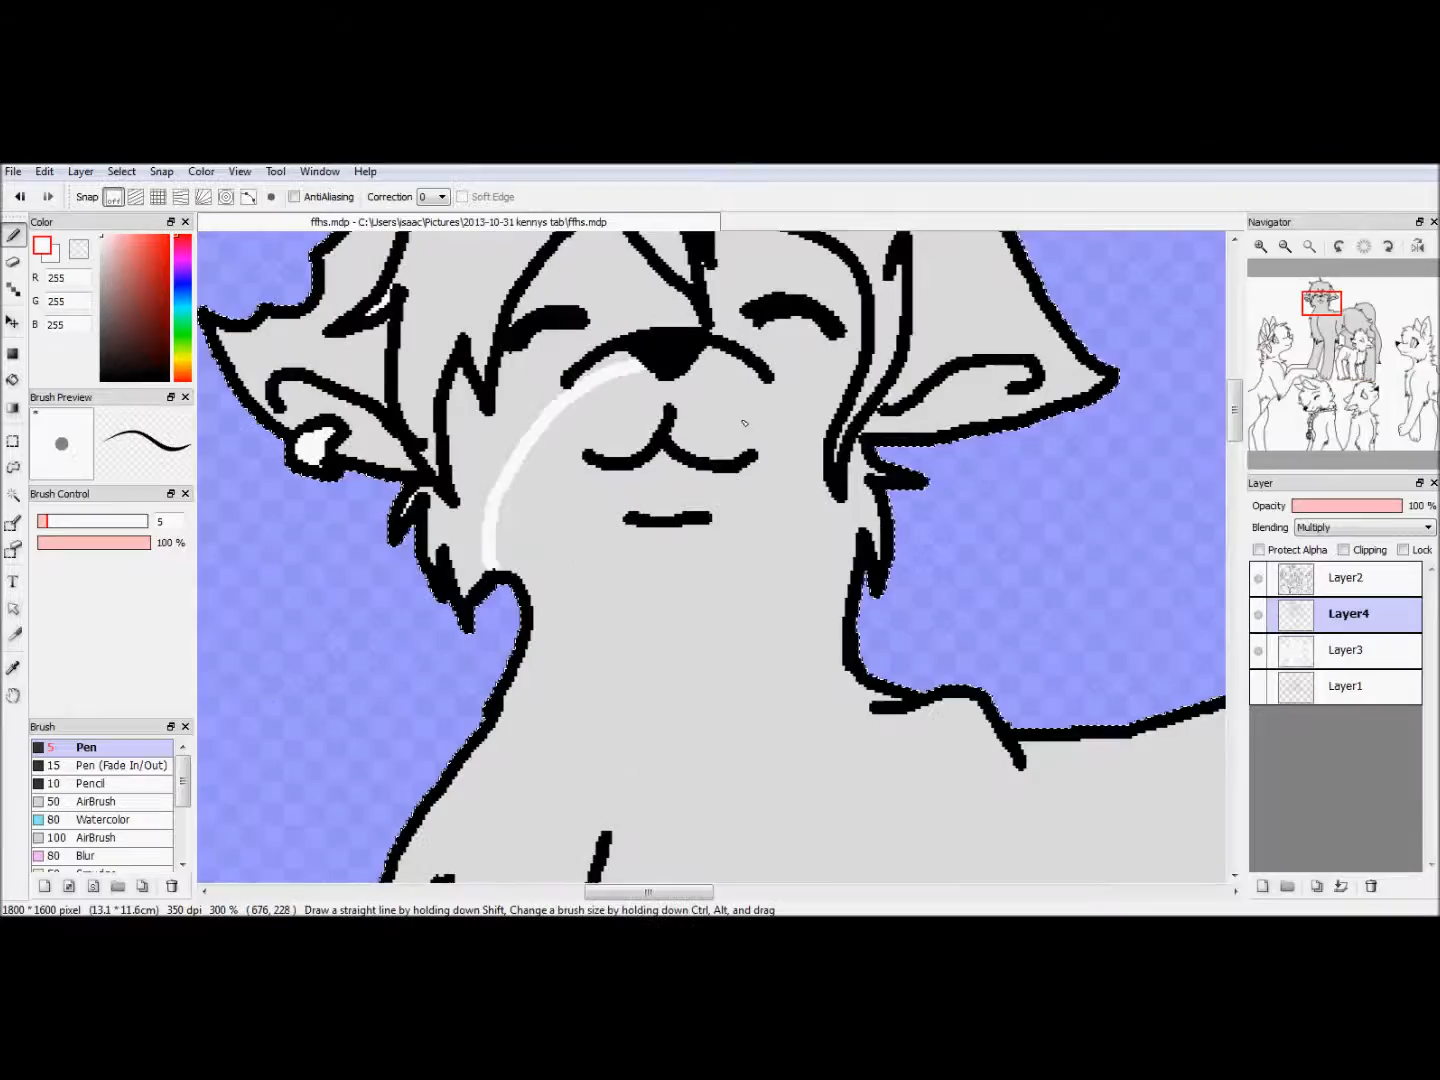 File Edit Layer Select Snap Color View Tool Window Help
Snap off AntiAliasing Correction 0 Soft Edge
Color
ffhs.mdp - C:\Users\isaac\Pictures\2013-10-31 kennys tab\ffhs.mdp
Navigator
R 255
G 255
B 255
Brush Preview
Brush Control
5
100 %
Layer
Opacity 100 %
Blending Multiply
Protect Alpha Clipping Lock
Layer2
Layer4
Layer3
Layer1
T
Brush
5 Pen
15 Pen (Fade In/Out)
10 Pencil
50 AirBrush
80 Watercolor
100 AirBrush
80 Blur
1800 * 1600 pixel (13.1 * 11.6cm) 350 dpi 300 % (676, 228) Draw a straight line by holding down Shift, Change a brush size by holding down Ctrl, Alt, and drag